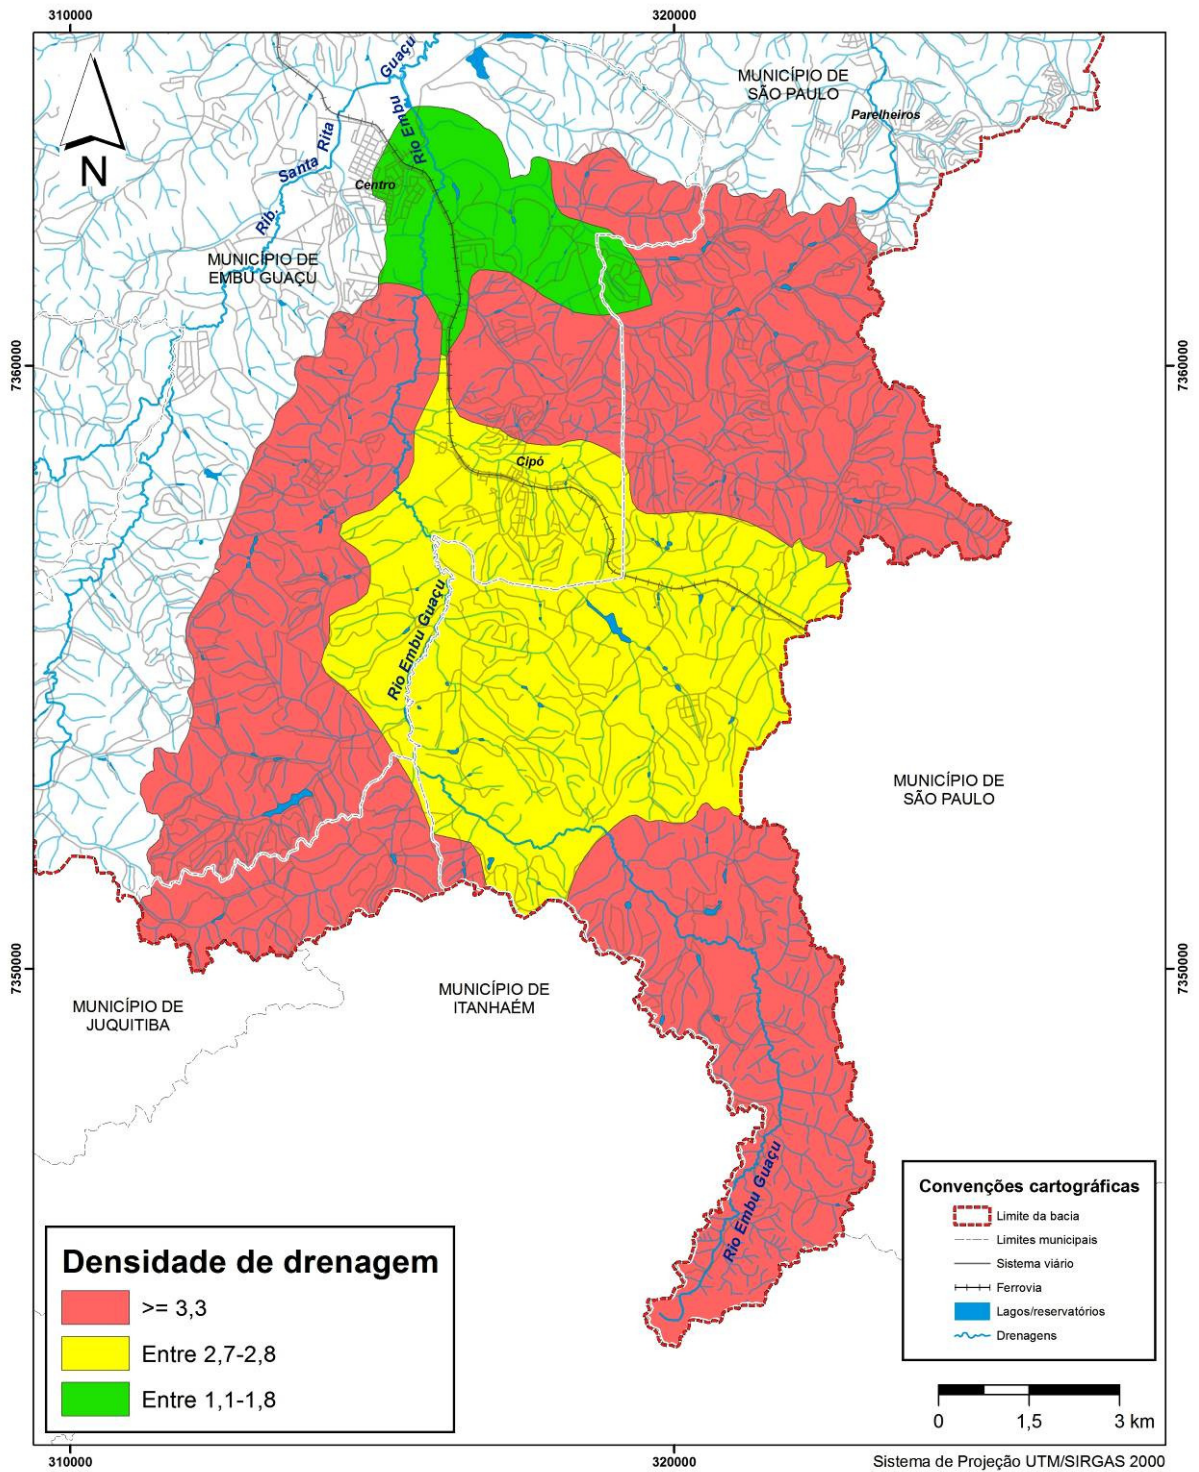 310000
320000
Guaçu
Rio Embu
MUNICÍPIO DE
SÃO PAULO
Parelheiros
N
Santa Rita
Rib.
Centro
MUNICÍPIO DE
EMBU GUAÇU
7360000
7360000
Cipó
Rio Embu Guaçu
MUNICÍPIO DE
SÃO PAULO
7350000
7350000
MUNICÍPIO DE
JUQUITIBA
MUNICÍPIO DE
ITANHAÉM
Rio Embu Guaçu
Densidade de drenagem
>= 3,3
Entre 2,7-2,8
Entre 1,1-1,8
Convenções cartográficas
Limite da bacia
Limites municipais
Sistema viário
Ferrovia
Lagos/reservatórios
Drenagens
0 1,5 3 km
310000
320000
Sistema de Projeção UTM/SIRGAS 2000